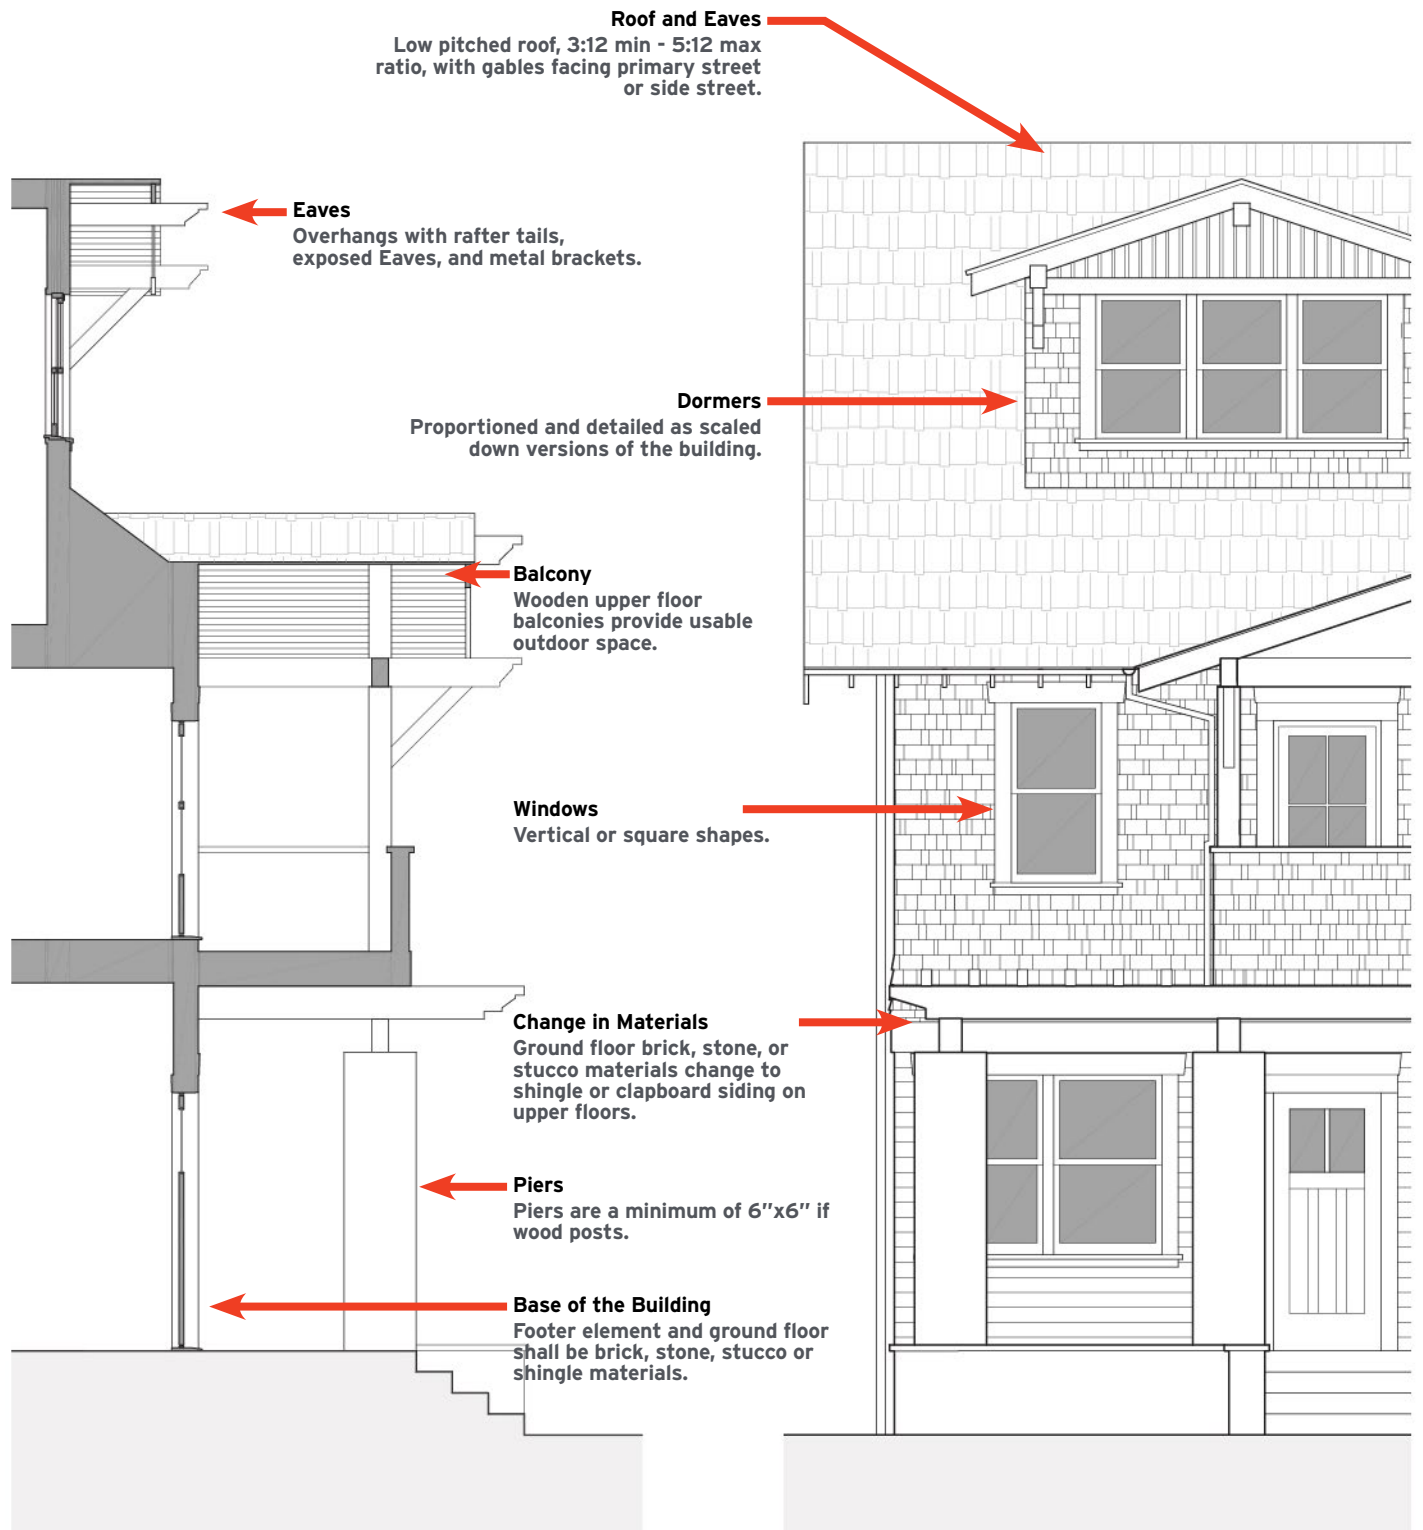 Roof and Eaves
Low pitched roof, 3:12 min - 5:12 max
ratio, with gables facing primary street
or side street.
Eaves
Overhangs with rafter tails,
exposed Eaves, and metal brackets.
Dormers
Proportioned and detailed as scaled
down versions of the building.
Balcony
Wooden upper floor
balconies provide usable
outdoor space.
Windows
Vertical or square shapes.
Change in Materials
Ground floor brick, stone, or
stucco materials change to
shingle or clapboard siding on
upper floors.
Piers
Piers are a minimum of 6"x6" if
wood posts.
Base of the Building
Footer element and ground floor
shall be brick, stone, stucco or
shingle materials.